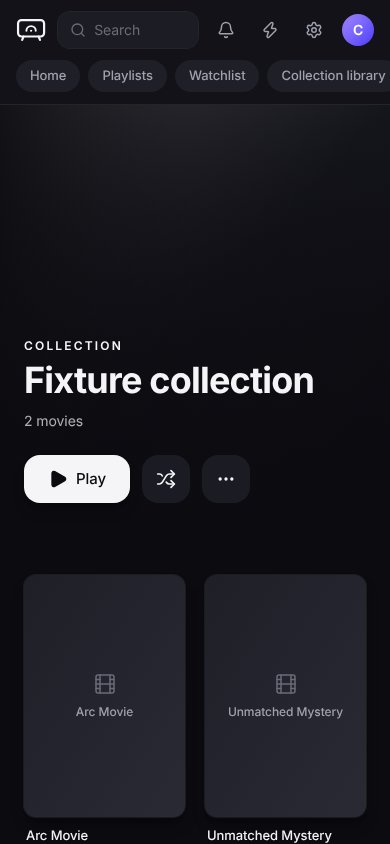 Search
C
Home
Playlists
Watchlist
Collection library
COLLECTION
Fixture collection
2 movies
Play
Arc Movie
Unmatched Mystery
Arc Movie
Unmatched Mystery